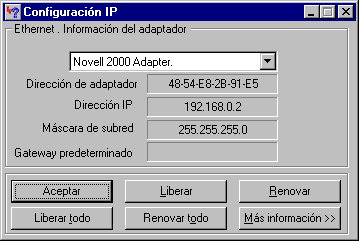 Configuración IP
Ethernet . Información del adaptador
Novell 2000 Adapter.
Dirección de adaptador 48-54-E8-2B-91-E5
Dirección IP 192.168.0.2
Máscara de subred 255.255.255.0
Gateway predeterminado
Aceptar Liberar Renovar
Liberar todo Renovar todo Más información >>